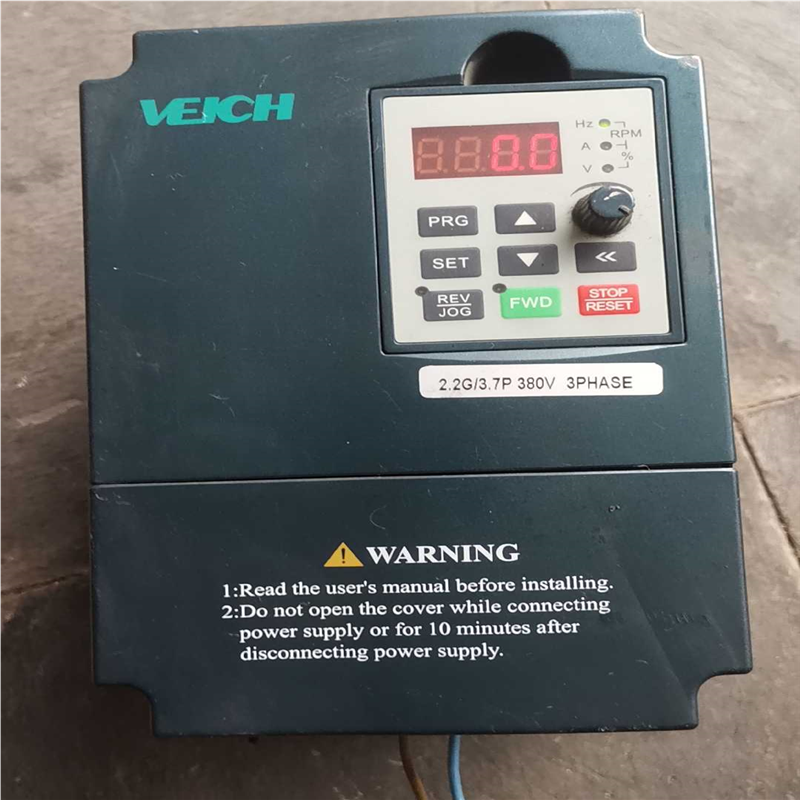 VEICH
0.0
Hz
RPM
A
%
V
PRG
SET
<<
REV/JOG
FWD
STOP/RESET
2.2G/3.7P 380V 3PHASE
WARNING
1:Read the user's manual before installing.
2:Do not open the cover while connecting
power supply or for 10 minutes after
disconnecting power supply.